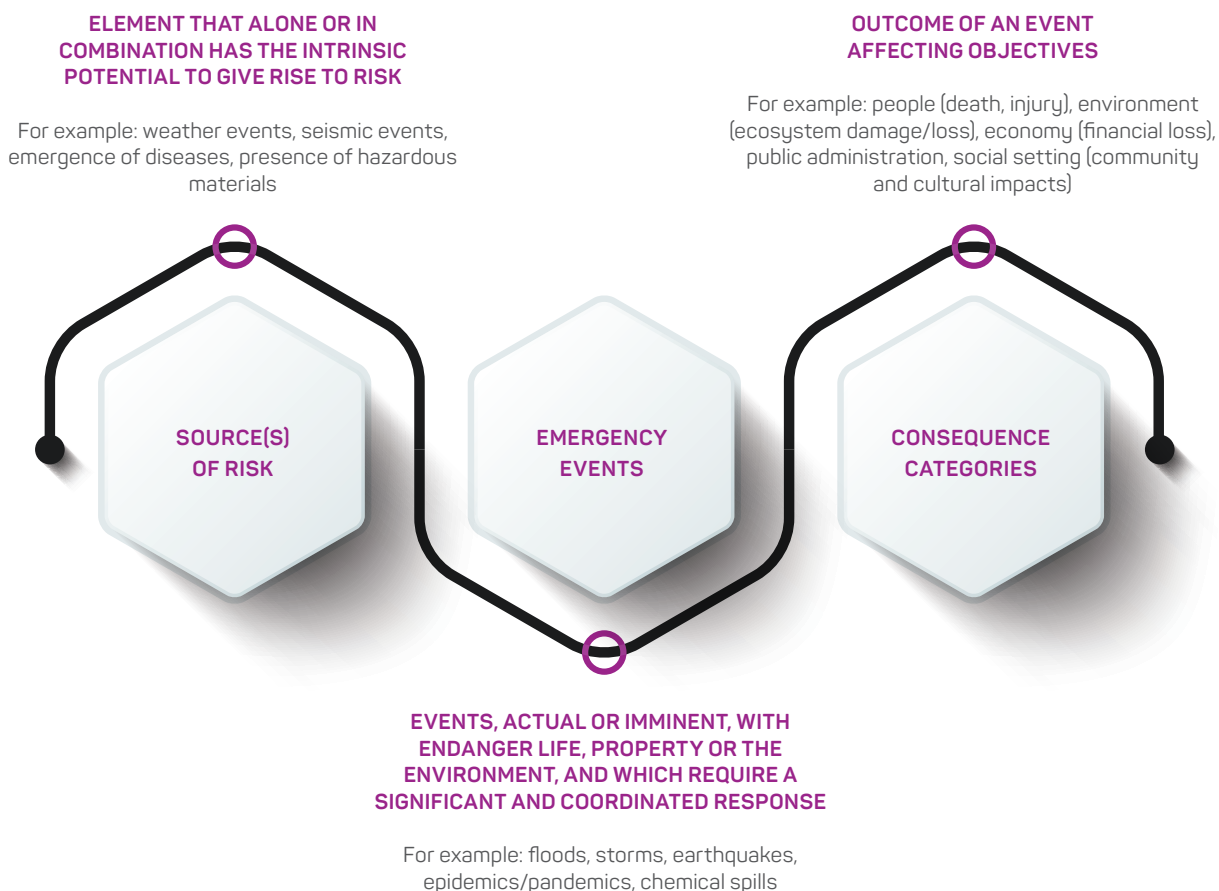 ELEMENT THAT ALONE OR IN
COMBINATION HAS THE INTRINSIC
POTENTIAL TO GIVE RISE TO RISK
For example: weather events, seismic events,
emergence of diseases, presence of hazardous
materials
OUTCOME OF AN EVENT
AFFECTING OBJECTIVES
For example: people (death, injury), environment
(ecosystem damage/loss), economy (financial loss),
public administration, social setting (community
and cultural impacts)
SOURCE(S)
OF RISK
EMERGENCY
EVENTS
CONSEQUENCE
CATEGORIES
EVENTS, ACTUAL OR IMMINENT, WITH
ENDANGER LIFE, PROPERTY OR THE
ENVIRONMENT, AND WHICH REQUIRE A
SIGNIFICANT AND COORDINATED RESPONSE
For example: floods, storms, earthquakes,
epidemics/pandemics, chemical spills